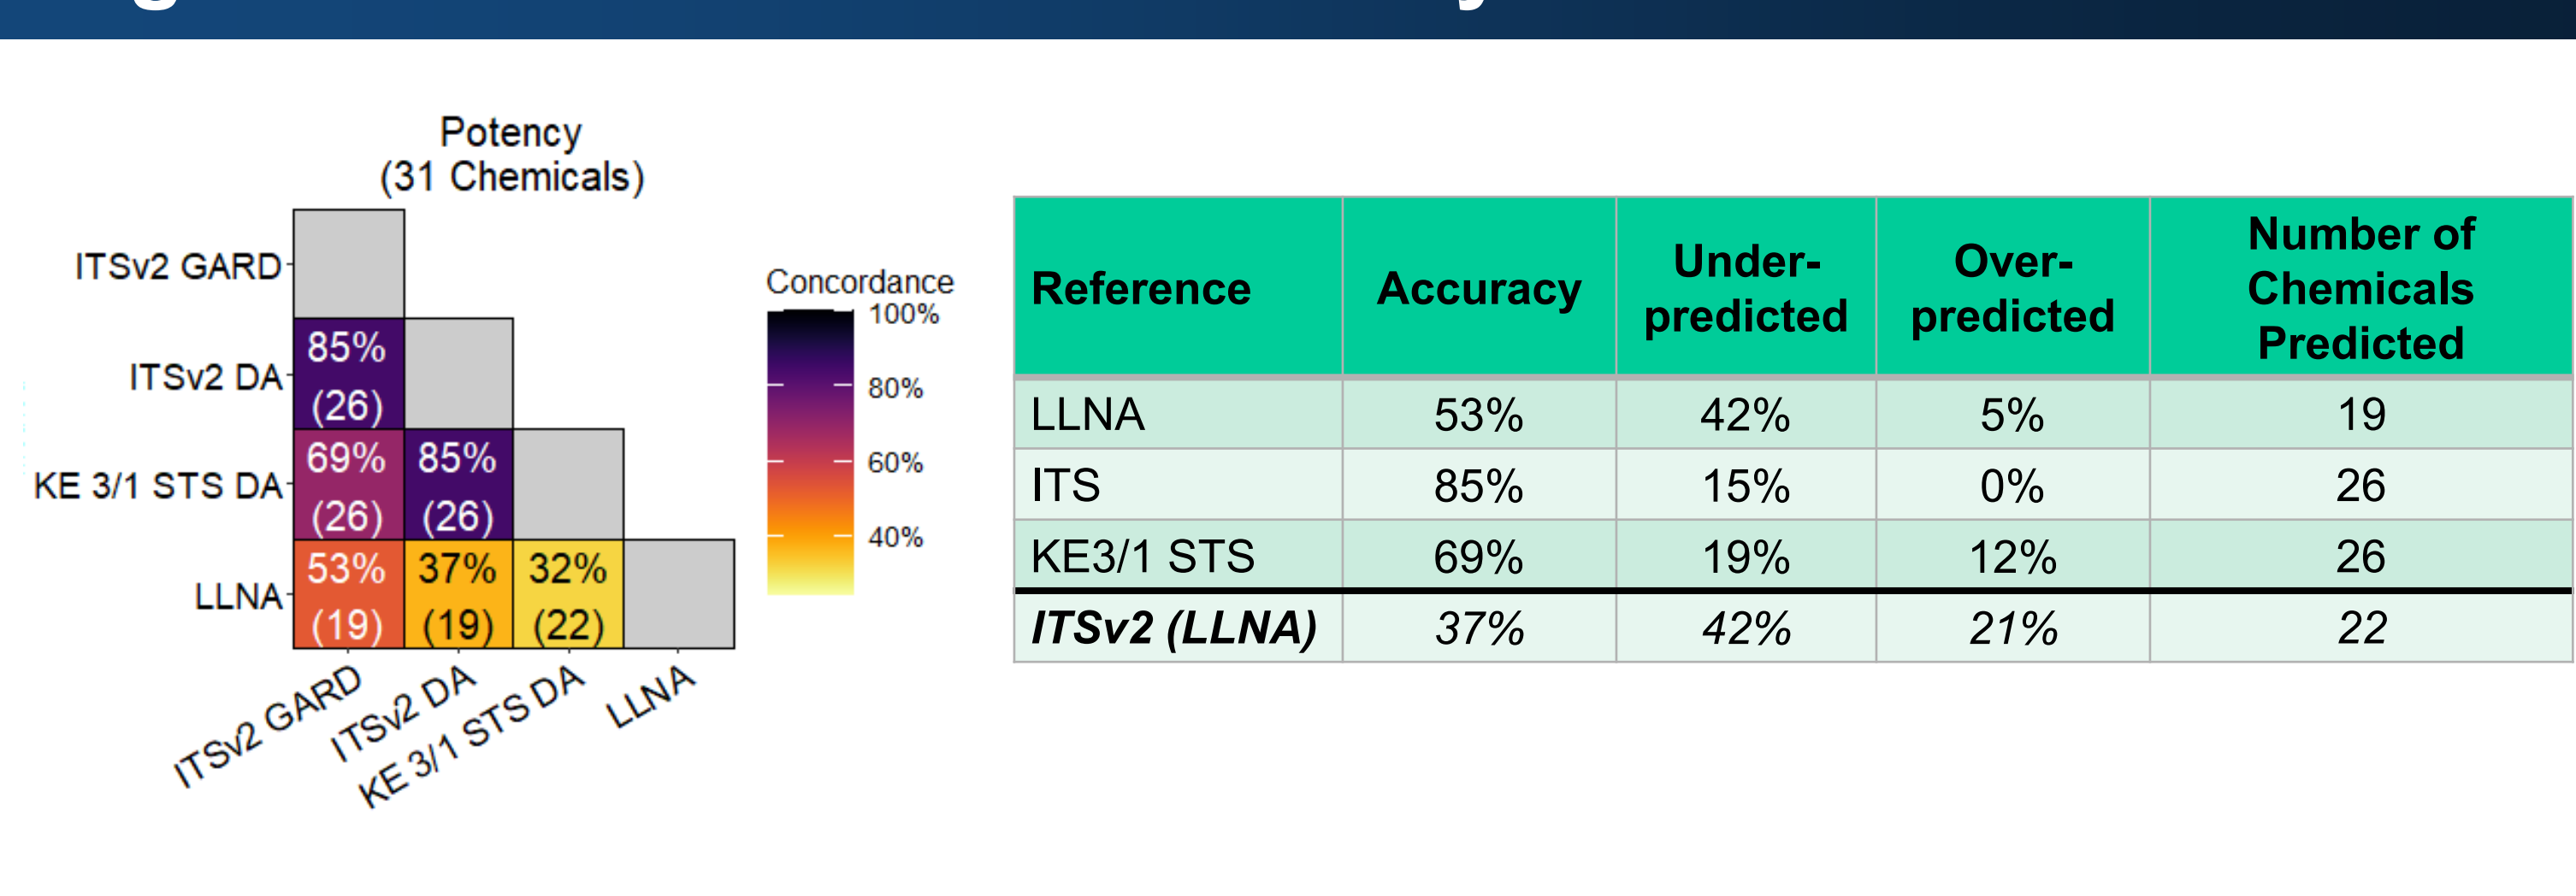 Potency
(31 Chemicals)
ITSv2 GARD
ITSv2 DA
KE 3/1 STS DA
LLNA
85%
(26)
69%
(26)
85%
(26)
53%
(19)
37%
(19)
32%
(22)
ITSv2 GARD
ITSv2 DA
KE 3/1 STS DA
LLNA
Concordance
100%
80%
60%
40%
Reference Accuracy Under-predicted Over-predicted Number of Chemicals Predicted
LLNA 53% 42% 5% 19
ITS 85% 15% 0% 26
KE3/1 STS 69% 19% 12% 26
ITSv2 (LLNA) 37% 42% 21% 22